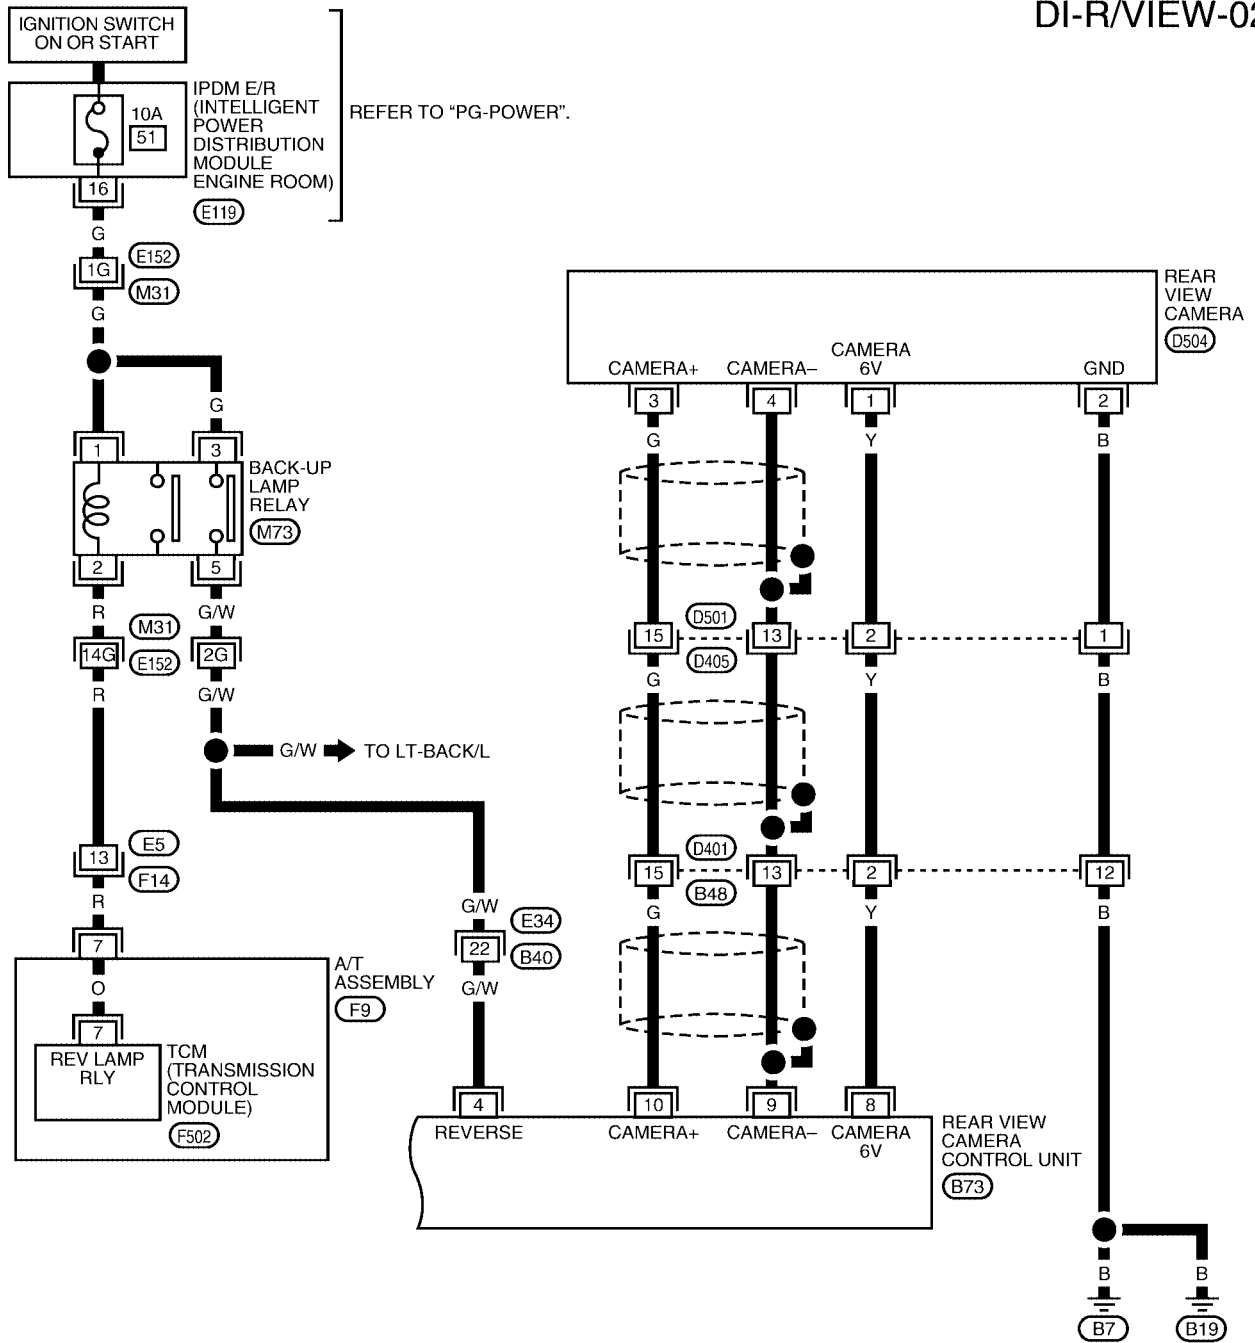 DI-R/VIEW-02
IGNITION SWITCH
ON OR START
IPDM E/R
(INTELLIGENT
POWER
DISTRIBUTION
MODULE
ENGINE ROOM)
E119
10A
51
REFER TO “PG-POWER”.
16
G
1G
E152
M31
G
G
1
3
BACK-UP
LAMP
RELAY
M73
2
5
R
G/W
M31
14G
E152
2G
R
G/W
G/W
TO LT-BACK/L
13
E5
F14
R
7
A/T
ASSEMBLY
F9
O
7
REV LAMP
RLY
TCM
(TRANSMISSION
CONTROL
MODULE)
F502
G/W
22
E34
B40
G/W
4
REVERSE
REAR
VIEW
CAMERA
D504
CAMERA+
CAMERA–
CAMERA
6V
GND
3
4
1
2
G
Y
B
D501
15
13
2
1
D405
G
Y
B
D401
15
13
2
12
B48
G
Y
B
10
9
8
CAMERA+
CAMERA–
CAMERA
6V
REAR VIEW
CAMERA
CONTROL UNIT
B73
B
B
B7
B19